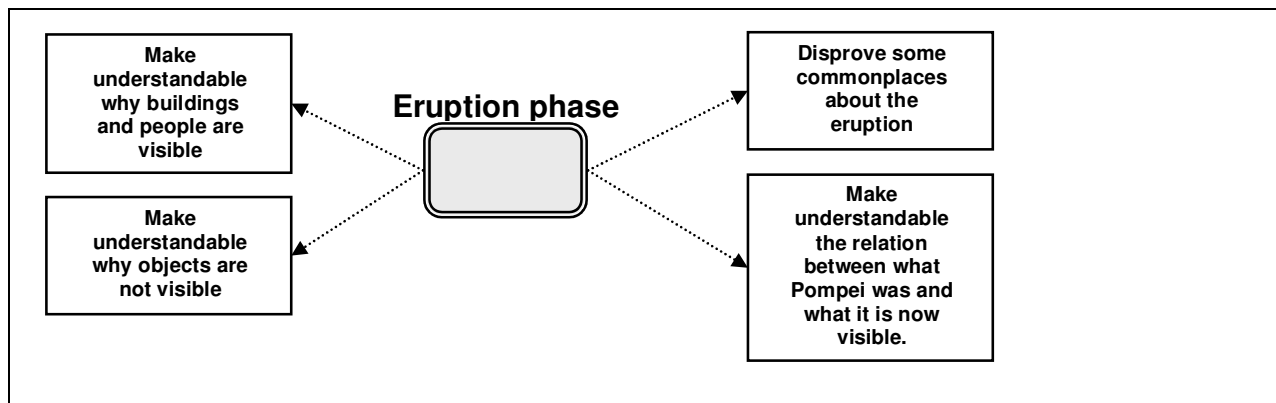 Make
understandable
why buildings
and people are
visible
Make
understandable
why objects are
not visible
Eruption phase
Disprove some
commonplaces
about the
eruption
Make
understandable
the relation
between what
Pompei was and
what it is now
visible.